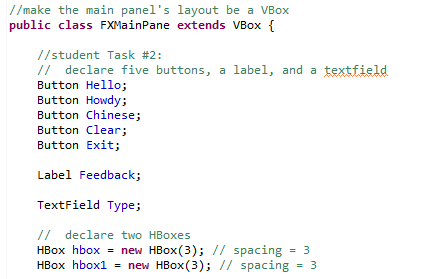 //make the main panel's layout be a VBox
public class FXMainPane extends VBox {
//student Task #2:
//  declare five buttons, a label, and a textfield
Button Hello;
Button Howdy;
Button Chinese;
Button Clear;
Button Exit;
Label Feedback;
TextField Type;
//  declare two HBoxes
HBox hbox = new HBox(3); // spacing = 3
HBox hbox1 = new HBox(3); // spacing = 3